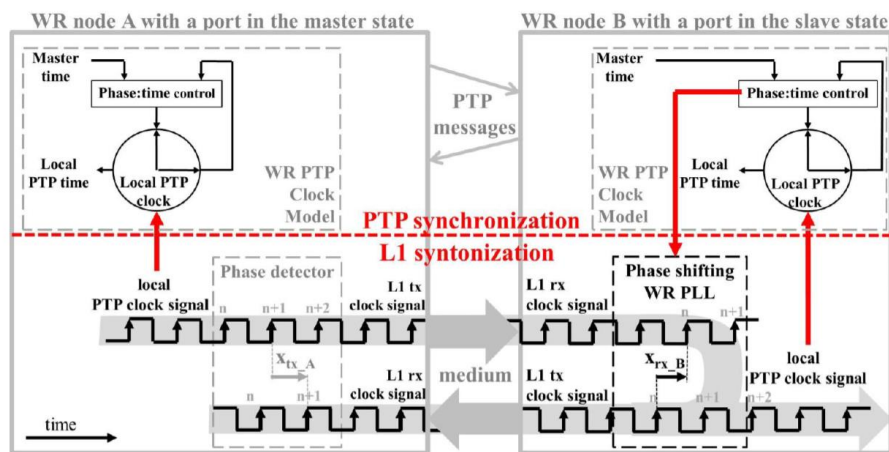 WR node A with a port in the master state
WR node B with a port in the slave state
Master
time
Phase:time control
Local
PTP time
Local PTP
clock
WR PTP
Clock
Model
PTP
messages
Master
time
Phase:time control
Local
PTP time
Local PTP
clock
WR PTP
Clock
Model
PTP synchronization
L1 syntonization
Phase detector
local
PTP clock signal
n
n+1
n+2
L1 tx
clock signal
L1 rx
clock signal
Phase shifting
WR PLL
n
n+1
x_tx_A
medium
x_rx_B
local
PTP clock signal
L1 rx
clock signal
n
n+1
L1 tx
clock signal
n
n+1
n+2
time